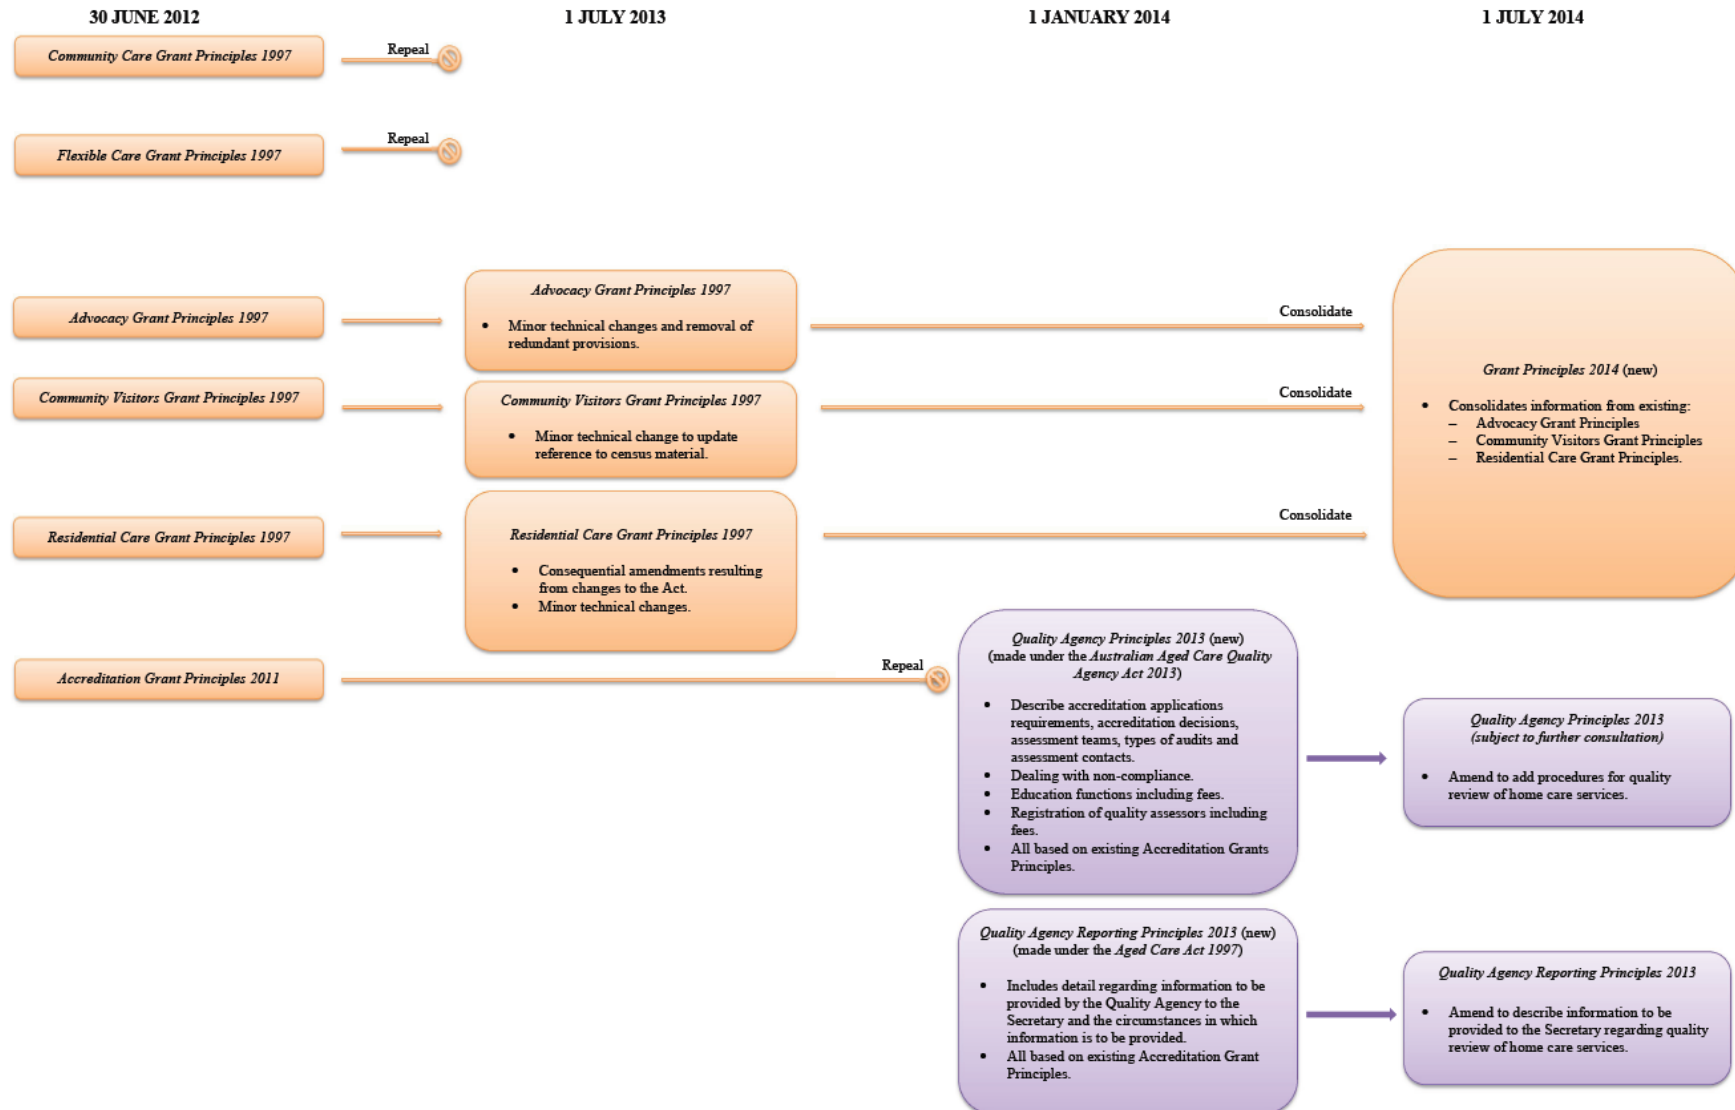 30 JUNE 2012
1 JULY 2013
1 JANUARY 2014
1 JULY 2014
Community Care Grant Principles 1997
Repeal
Flexible Care Grant Principles 1997
Repeal
Advocacy Grant Principles 1997
Advocacy Grant Principles 1997
• Minor technical changes and removal of
redundant provisions.
Consolidate
Community Visitors Grant Principles 1997
Community Visitors Grant Principles 1997
• Minor technical change to update
reference to census material.
Consolidate
Residential Care Grant Principles 1997
Residential Care Grant Principles 1997
• Consequential amendments resulting
from changes to the Act.
• Minor technical changes.
Consolidate
Grant Principles 2014 (new)
• Consolidates information from existing:
– Advocacy Grant Principles
– Community Visitors Grant Principles
– Residential Care Grant Principles.
Accreditation Grant Principles 2011
Repeal
Quality Agency Principles 2013 (new)
(made under the Australian Aged Care Quality
Agency Act 2013)
• Describe accreditation applications
requirements, accreditation decisions,
assessment teams, types of audits and
assessment contacts.
• Dealing with non-compliance.
• Education functions including fees.
• Registration of quality assessors including
fees.
• All based on existing Accreditation Grants
Principles.
Quality Agency Principles 2013
(subject to further consultation)
• Amend to add procedures for quality
review of home care services.
Quality Agency Reporting Principles 2013 (new)
(made under the Aged Care Act 1997)
• Includes detail regarding information to be
provided by the Quality Agency to the
Secretary and the circumstances in which
information is to be provided.
• All based on existing Accreditation Grant
Principles.
Quality Agency Reporting Principles 2013
• Amend to describe information to be
provided to the Secretary regarding quality
review of home care services.